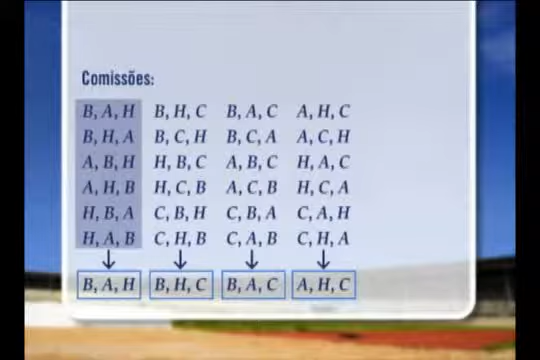 Comissões:
B, A, H B, H, C B, A, C A, H, C
B, H, A B, C, H B, C, A A, C, H
A, B, H H, B, C A, B, C H, A, C
A, H, B H, C, B A, C, B H, C, A
H, B, A C, B, H C, B, A C, A, H
H, A, B C, H, B C, A, B C, H, A
B, A, H B, H, C B, A, C A, H, C